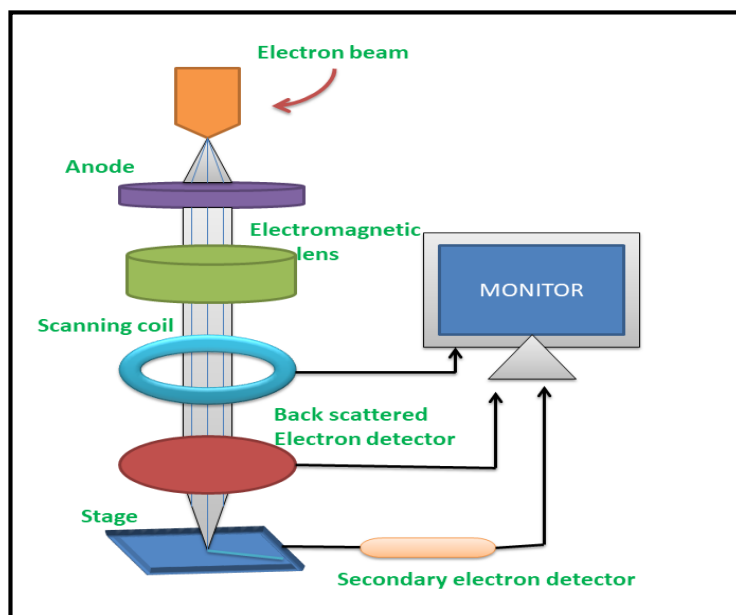 Electron beam
Anode
Electromagnetic
lens
MONITOR
Scanning coil
Back scattered
Electron detector
Stage
Secondary electron detector